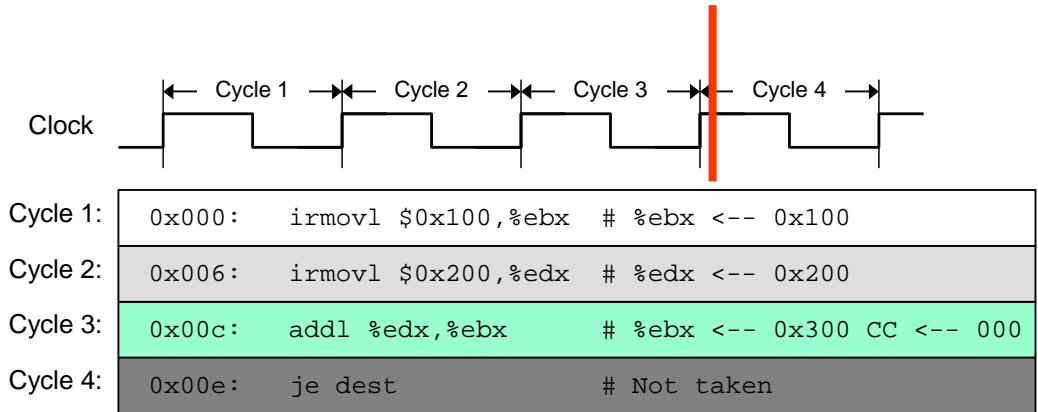 Cycle 1 Cycle 2 Cycle 3 Cycle 4
Clock
Cycle 1: 0x000: irmovl $0x100,%ebx # %ebx <-- 0x100
Cycle 2: 0x006: irmovl $0x200,%edx # %edx <-- 0x200
Cycle 3: 0x00c: addl %edx,%ebx # %ebx <-- 0x300 CC <-- 000
Cycle 4: 0x00e: je dest # Not taken